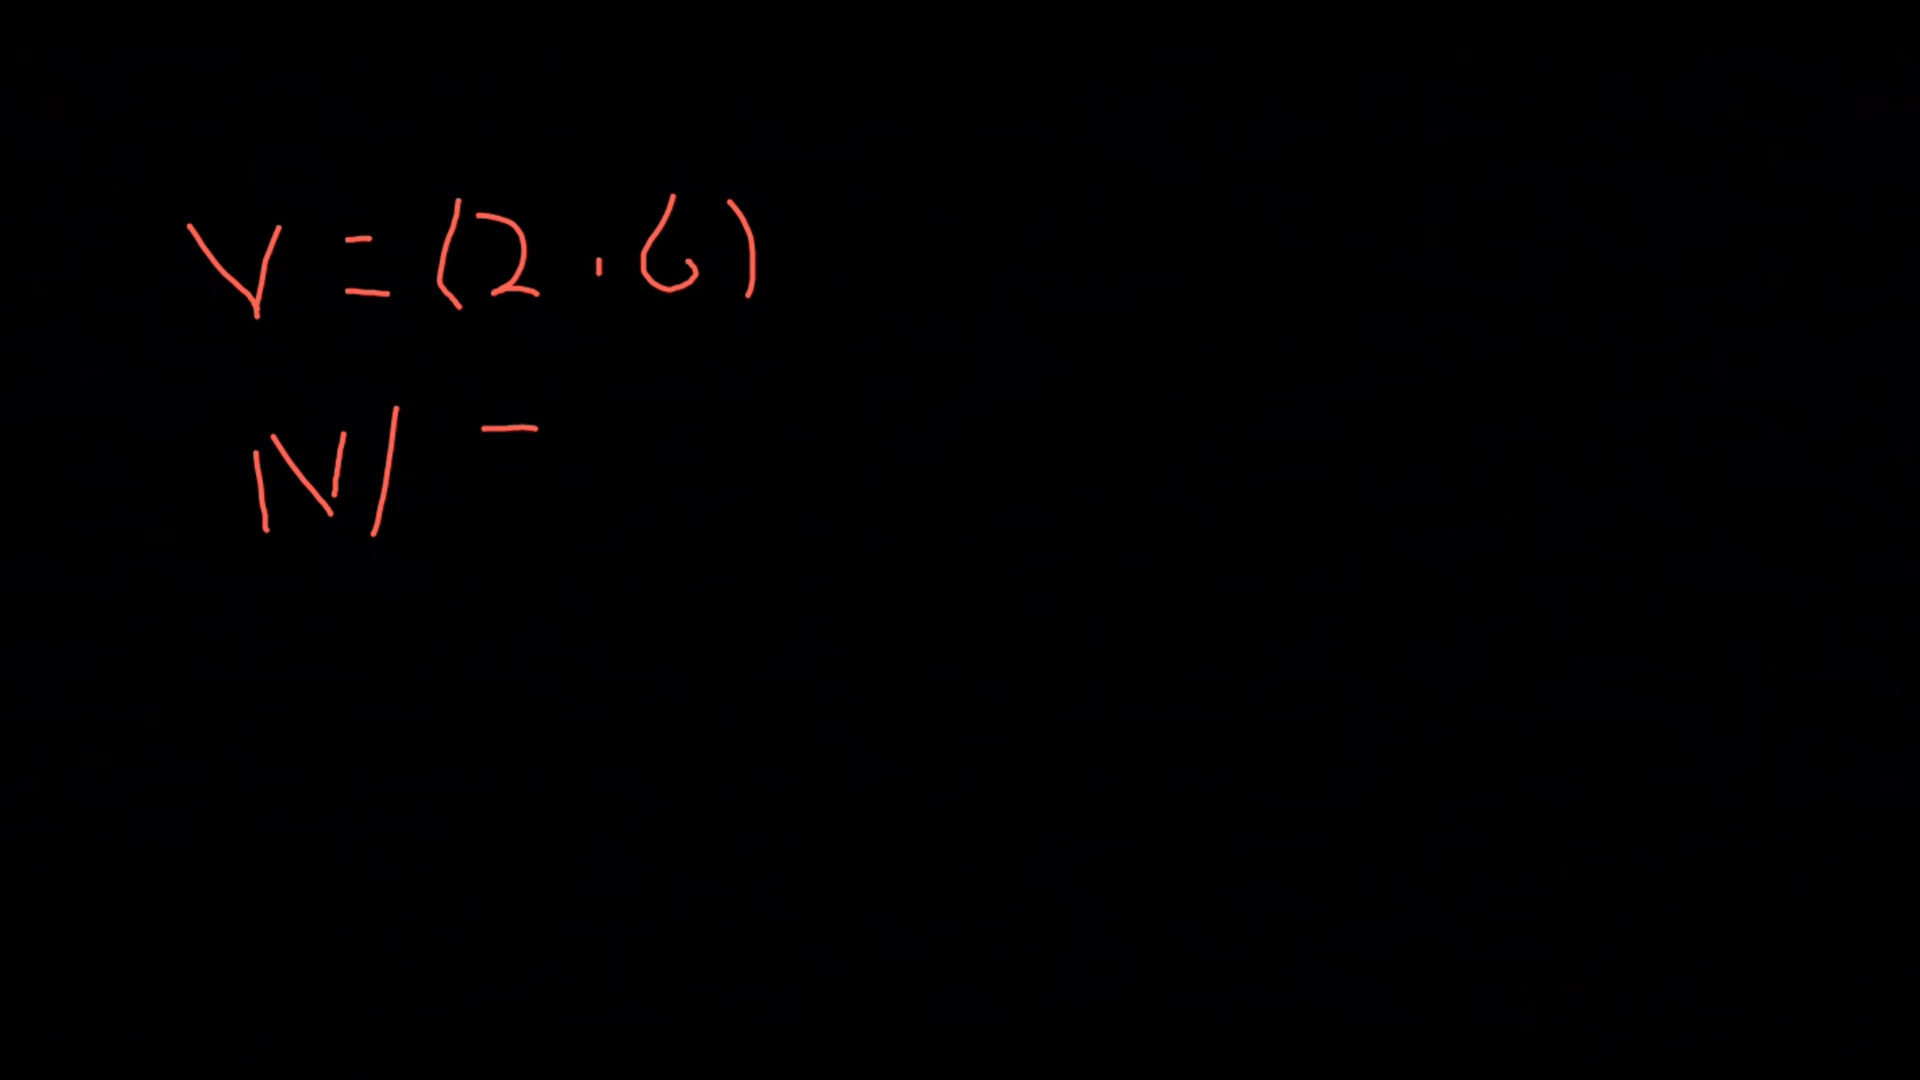 V = (2 . 6)
N/ -